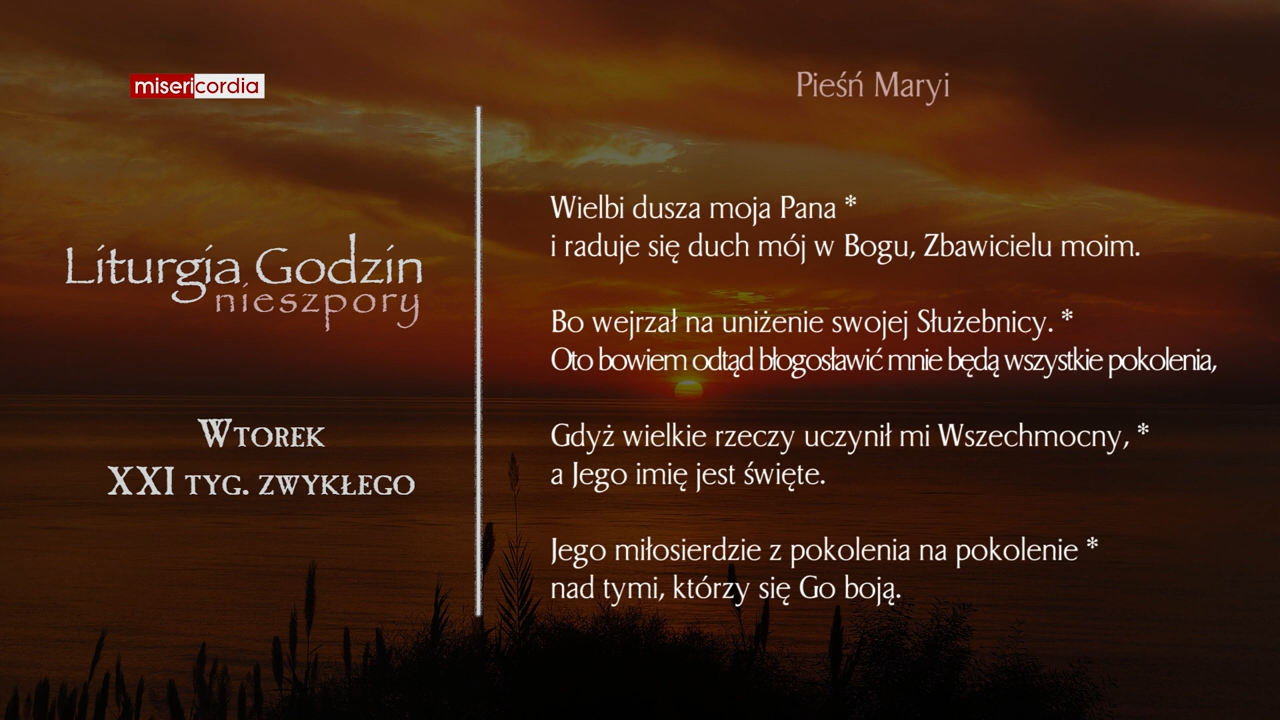 misericordia
Liturgia Godzin
nieszpory
Wtorek
XXI tyg. zwykłego
Pieśń Maryi
Wielbi dusza moja Pana *
i raduje się duch mój w Bogu, Zbawicielu moim.
Bo wejrzał na uniżenie swojej Służebnicy. *
Oto bowiem odtąd błogosławić mnie będą wszystkie pokolenia,
Gdyż wielkie rzeczy uczynił mi Wszechmocny, *
a Jego imię jest święte.
Jego miłosierdzie z pokolenia na pokolenie *
nad tymi, którzy się Go boją.